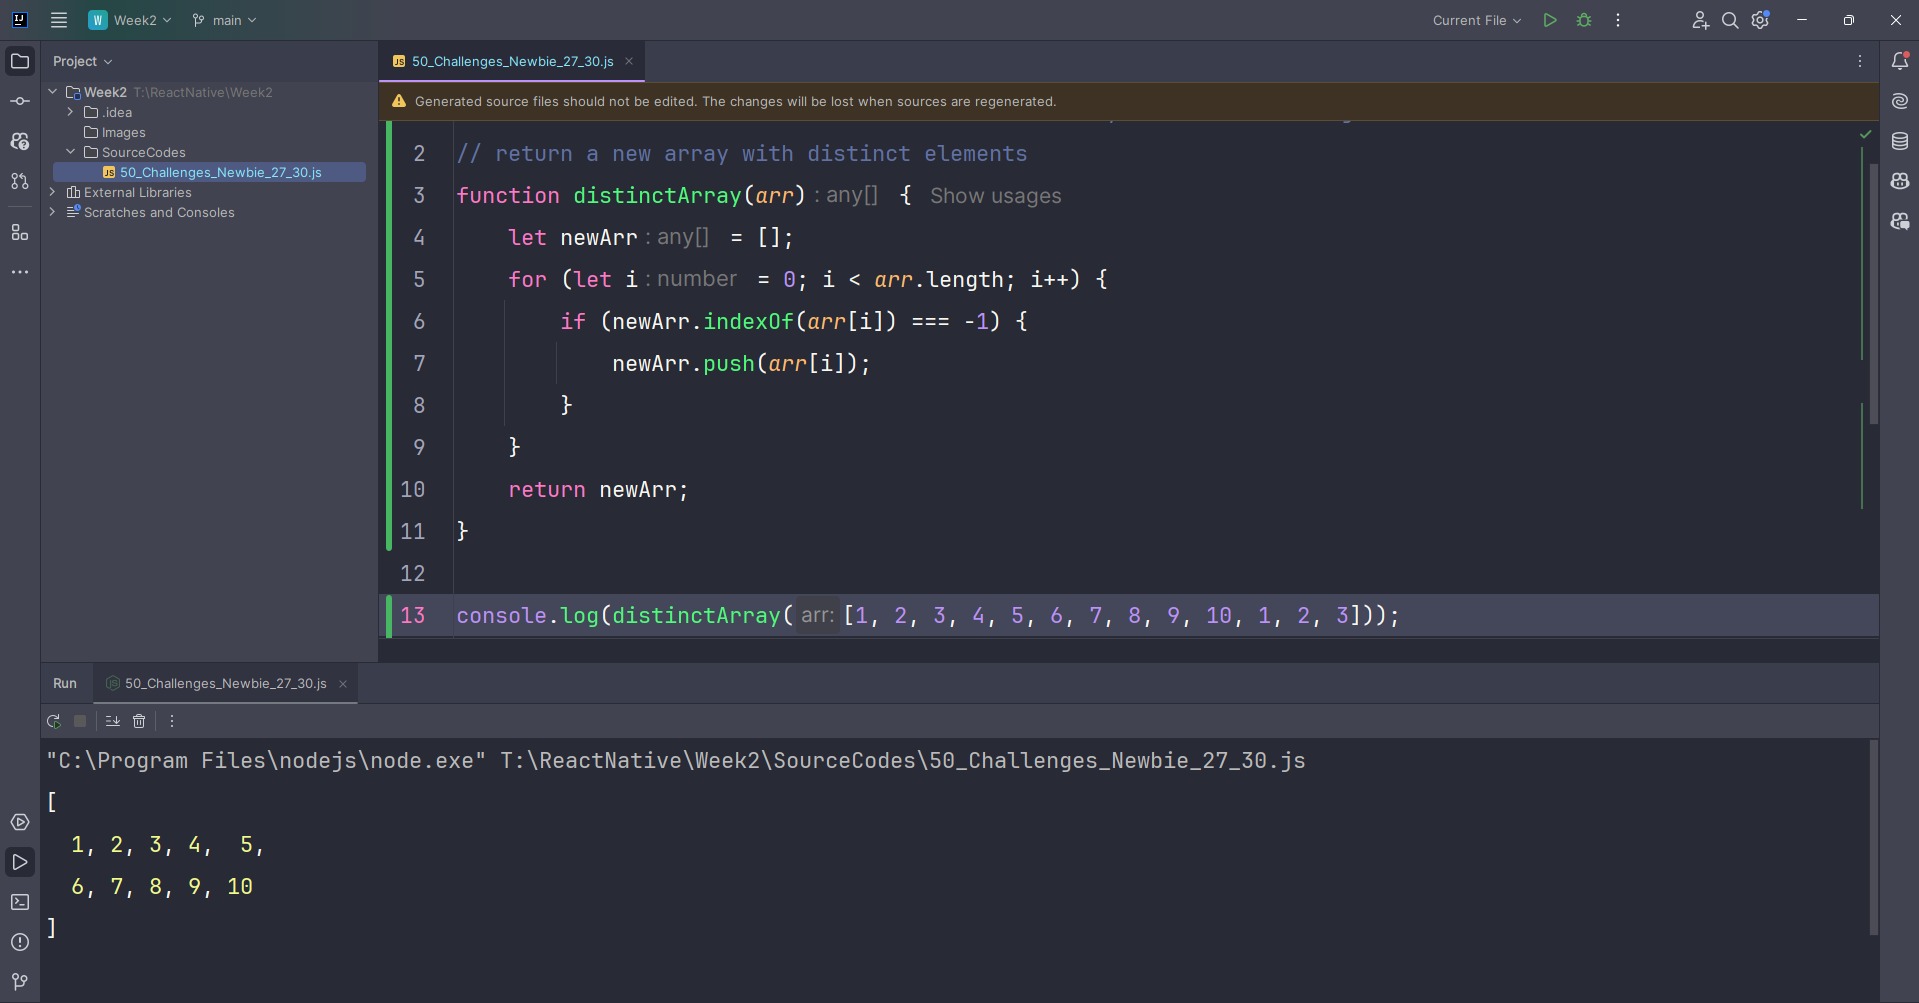 Week2
main
Current File
Project
50_Challenges_Newbie_27_30.js
Week2 T:\ReactNative\Week2
.idea
Images
SourceCodes
50_Challenges_Newbie_27_30.js
External Libraries
Scratches and Consoles
Generated source files should not be edited. The changes will be lost when sources are regenerated.
2 // return a new array with distinct elements
3 function distinctArray(arr) : any[] { Show usages
4 let newArr : any[] = [];
5 for (let i : number = 0; i < arr.length; i++) {
6 if (newArr.indexOf(arr[i]) === -1) {
7 newArr.push(arr[i]);
8 }
9 }
10 return newArr;
11 }
12
13 console.log(distinctArray( arr: [1, 2, 3, 4, 5, 6, 7, 8, 9, 10, 1, 2, 3]));
Run
50_Challenges_Newbie_27_30.js
"C:\Program Files\nodejs\node.exe" T:\ReactNative\Week2\SourceCodes\50_Challenges_Newbie_27_30.js
[
1, 2, 3, 4, 5,
6, 7, 8, 9, 10
]